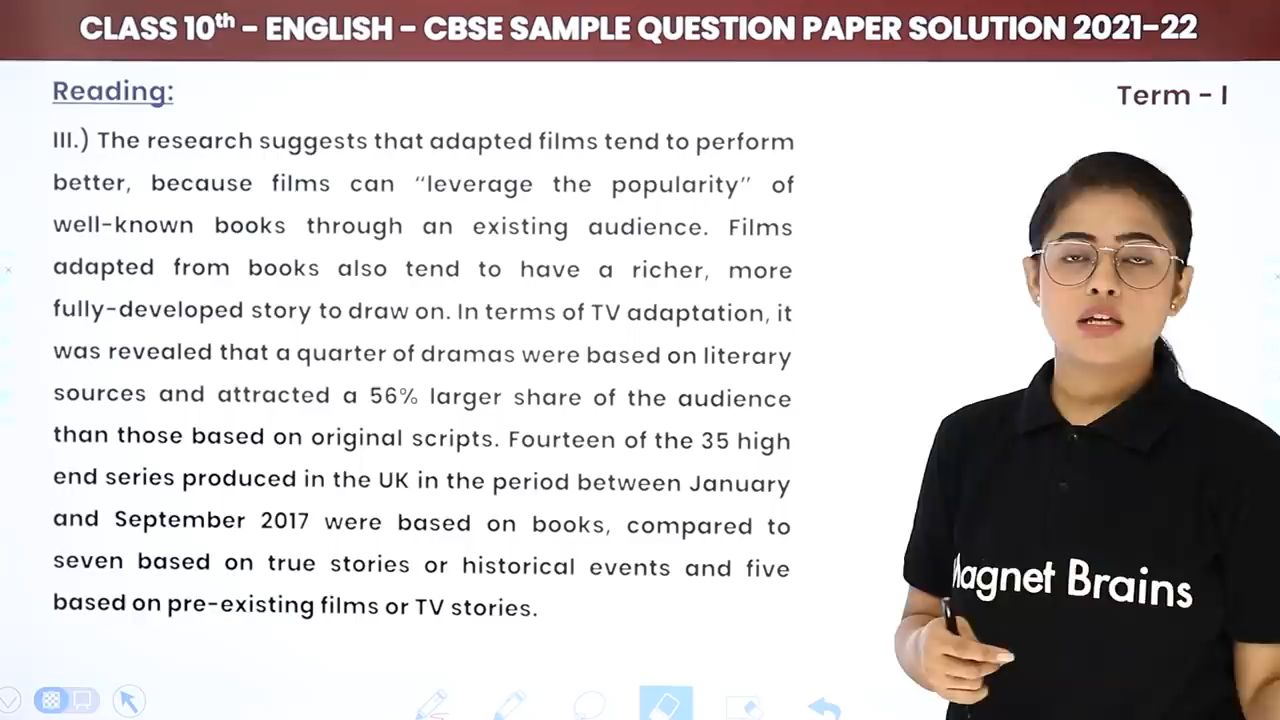 CLASS 10th - ENGLISH - CBSE SAMPLE QUESTION PAPER SOLUTION 2021-22
Reading:
Term - I
III.) The research suggests that adapted films tend to perform
better, because films can “leverage the popularity” of
well-known books through an existing audience. Films
adapted from books also tend to have a richer, more
fully-developed story to draw on. In terms of TV adaptation, it
was revealed that a quarter of dramas were based on literary
sources and attracted a 56% larger share of the audience
than those based on original scripts. Fourteen of the 35 high
end series produced in the UK in the period between January
and September 2017 were based on books, compared to
seven based on true stories or historical events and five
based on pre-existing films or TV stories.
Magnet Brains